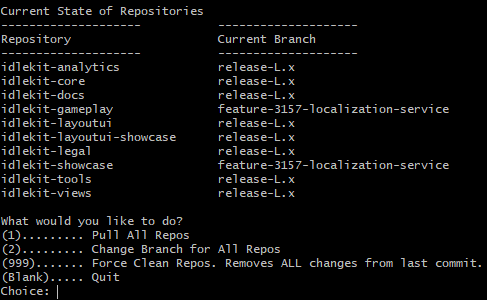 Current State of Repositories
-------------------- --------------------
Repository Current Branch
-------------------- --------------------
idlekit-analytics release-L.x
idlekit-core release-L.x
idlekit-docs release-L.x
idlekit-gameplay feature-3157-localization-service
idlekit-layoutui release-L.x
idlekit-layoutui-showcase release-L.x
idlekit-legal release-L.x
idlekit-showcase feature-3157-localization-service
idlekit-tools release-L.x
idlekit-views release-L.x
What would you like to do?
(1)......... Pull All Repos
(2)......... Change Branch for All Repos
(999)...... Force Clean Repos. Removes ALL changes from last commit.
(Blank)..... Quit
Choice: